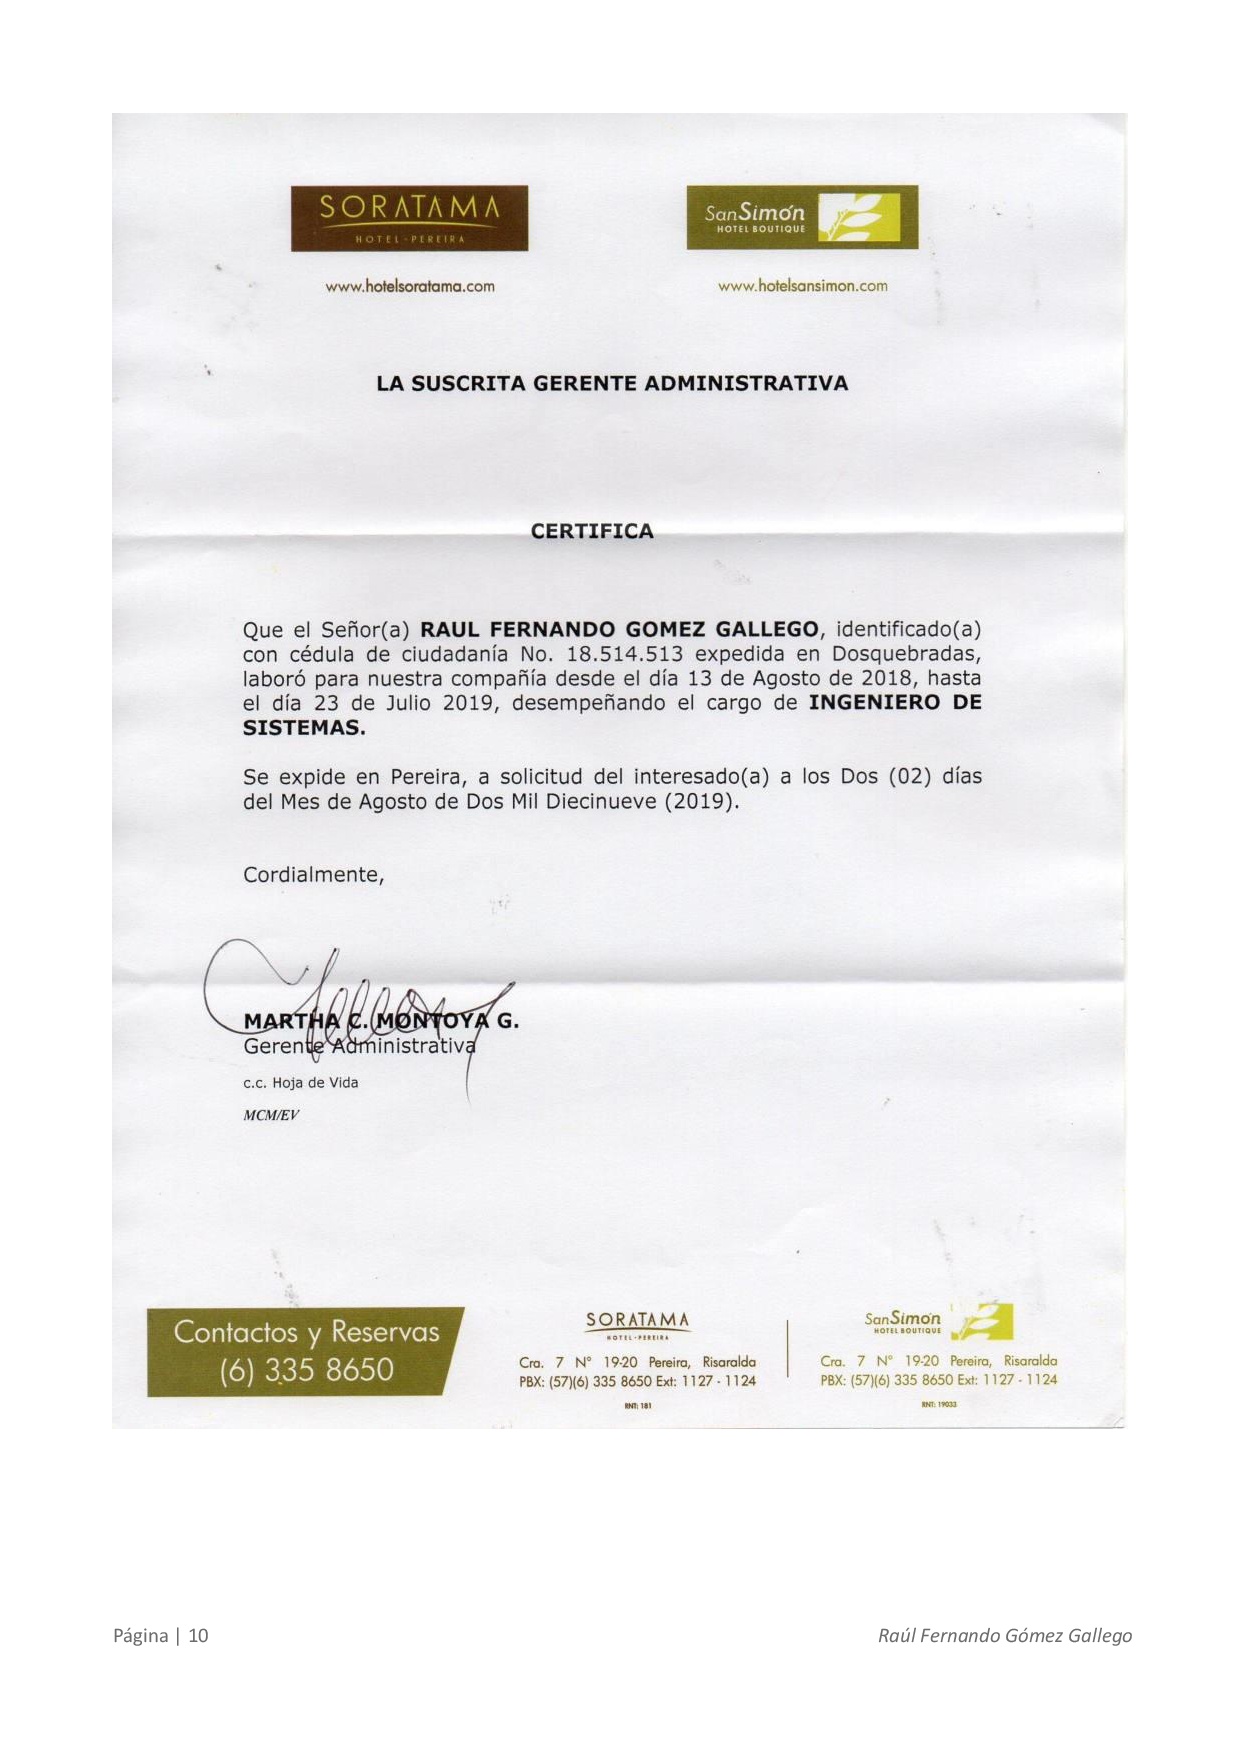 SORATAMA
HOTEL - PEREIRA
www.hotelsoratama.com
SanSimón
HOTEL BOUTIQUE
www.hotelsansimon.com
LA SUSCRITA GERENTE ADMINISTRATIVA
CERTIFICA
Que el Señor(a) RAUL FERNANDO GOMEZ GALLEGO, identificado(a)
con cédula de ciudadanía No. 18.514.513 expedida en Dosquebradas,
laboró para nuestra compañía desde el día 13 de Agosto de 2018, hasta
el día 23 de Julio 2019, desempeñando el cargo de INGENIERO DE
SISTEMAS.
Se expide en Pereira, a solicitud del interesado(a) a los Dos (02) días
del Mes de Agosto de Dos Mil Diecinueve (2019).
Cordialmente,
MARTHA C. MONTOYA G.
Gerente Administrativa
c.c. Hoja de Vida
MCM/EV
Contactos y Reservas
(6) 335 8650
SORATAMA
HOTEL - PEREIRA
Cra. 7 N° 19-20 Pereira, Risaralda
PBX: (57)(6) 335 8650 Ext: 1127 - 1124
RNT: 181
SanSimón
HOTEL BOUTIQUE
Cra. 7 N° 19-20 Pereira, Risaralda
PBX: (57)(6) 335 8650 Ext: 1127 - 1124
RNT: 19033
Página | 10
Raúl Fernando Gómez Gallego